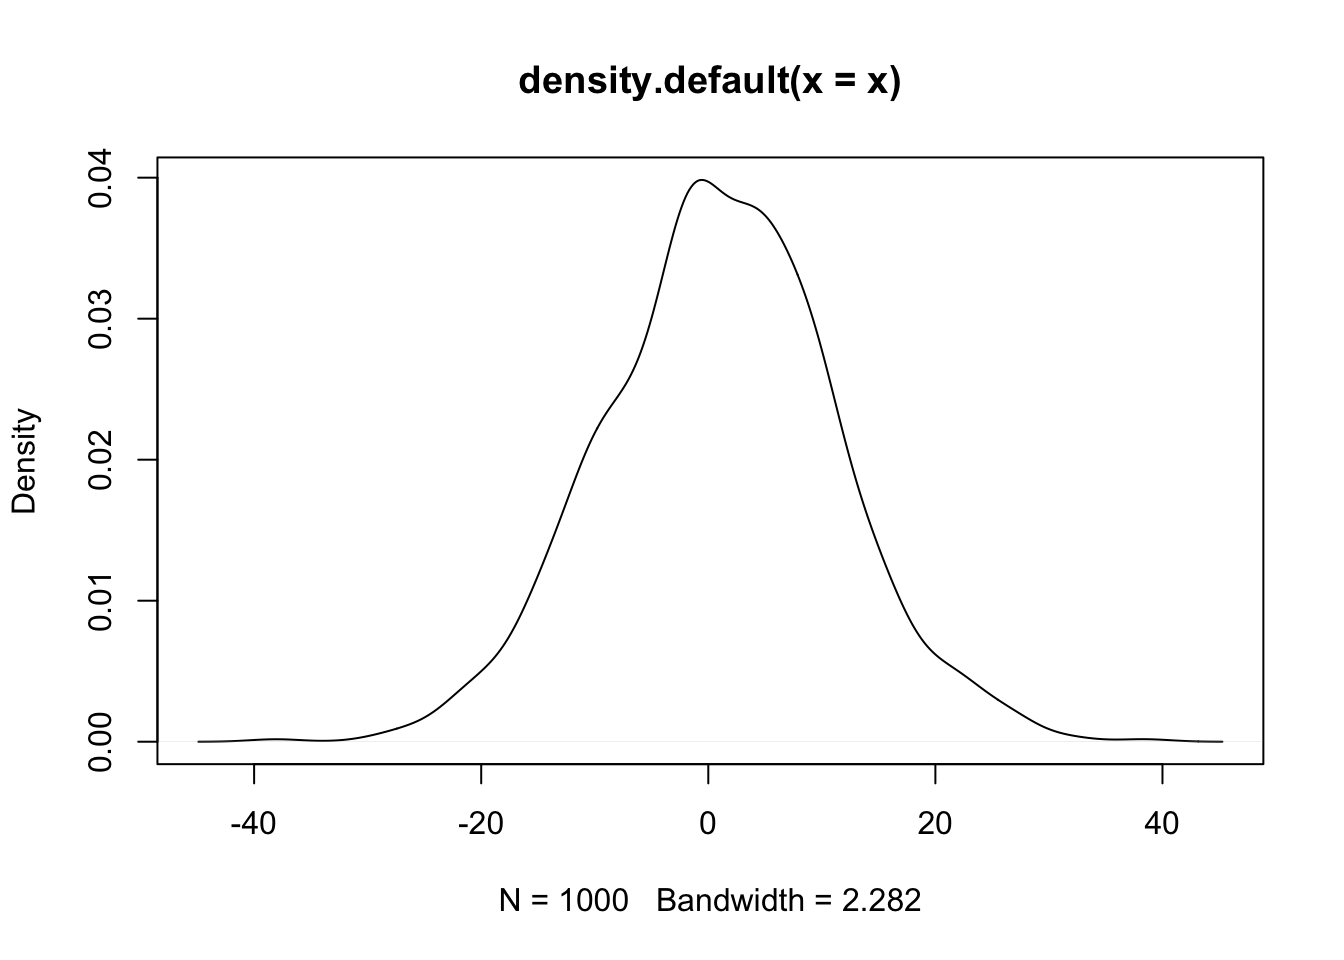 density.default(x = x)
Density
0.04
0.03
0.02
0.01
0.00
-40 -20 0 20 40
N = 1000 Bandwidth = 2.282